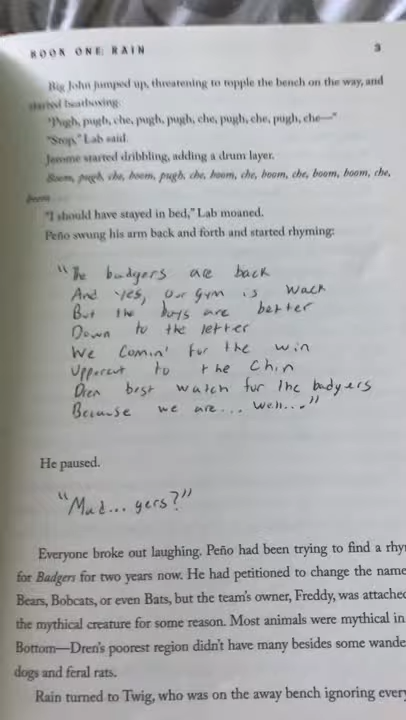 BOOK ONE: RAIN
3
Big John jumped up, threatening to topple the bench on the way, and
started beatboxing.
"Pugh, pugh, che, pugh, pugh, che, pugh, che, pugh, che—"
"Stop," Lab said.
Jerome started dribbling, adding a drum layer.
Boom, pugh, che, boom, pugh, che, boom, che, boom, che, boom, boom, che,
boom.
"I should have stayed in bed," Lab moaned.
Peño swung his arm back and forth and started rhyming:
"The badgers are back
And yes, our gym is wack
But the boys are better
Down to the letter
We comin' for the win
Uppercut to the chin
Dren best watch for the badgers
Because we are... well..."
He paused.
"Mad... gers?"
Everyone broke out laughing. Peño had been trying to find a rhy
for Badgers for two years now. He had petitioned to change the name
Bears, Bobcats, or even Bats, but the team's owner, Freddy, was attache
the mythical creature for some reason. Most animals were mythical in
Bottom—Dren's poorest region didn't have many besides some wande
dogs and feral rats.
Rain turned to Twig, who was on the away bench ignoring every